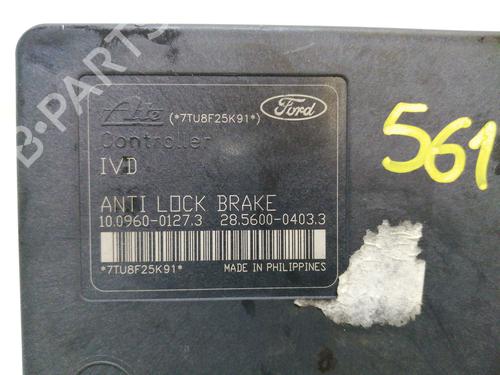 Ate (*7TU8F25K91*) Ford
Controller
IVD
ANTI LOCK BRAKE
10.0960-0127.3 28.5600-0403.3
*7TU8F25K91* MADE IN PHILIPPINES
561
B-PARTS